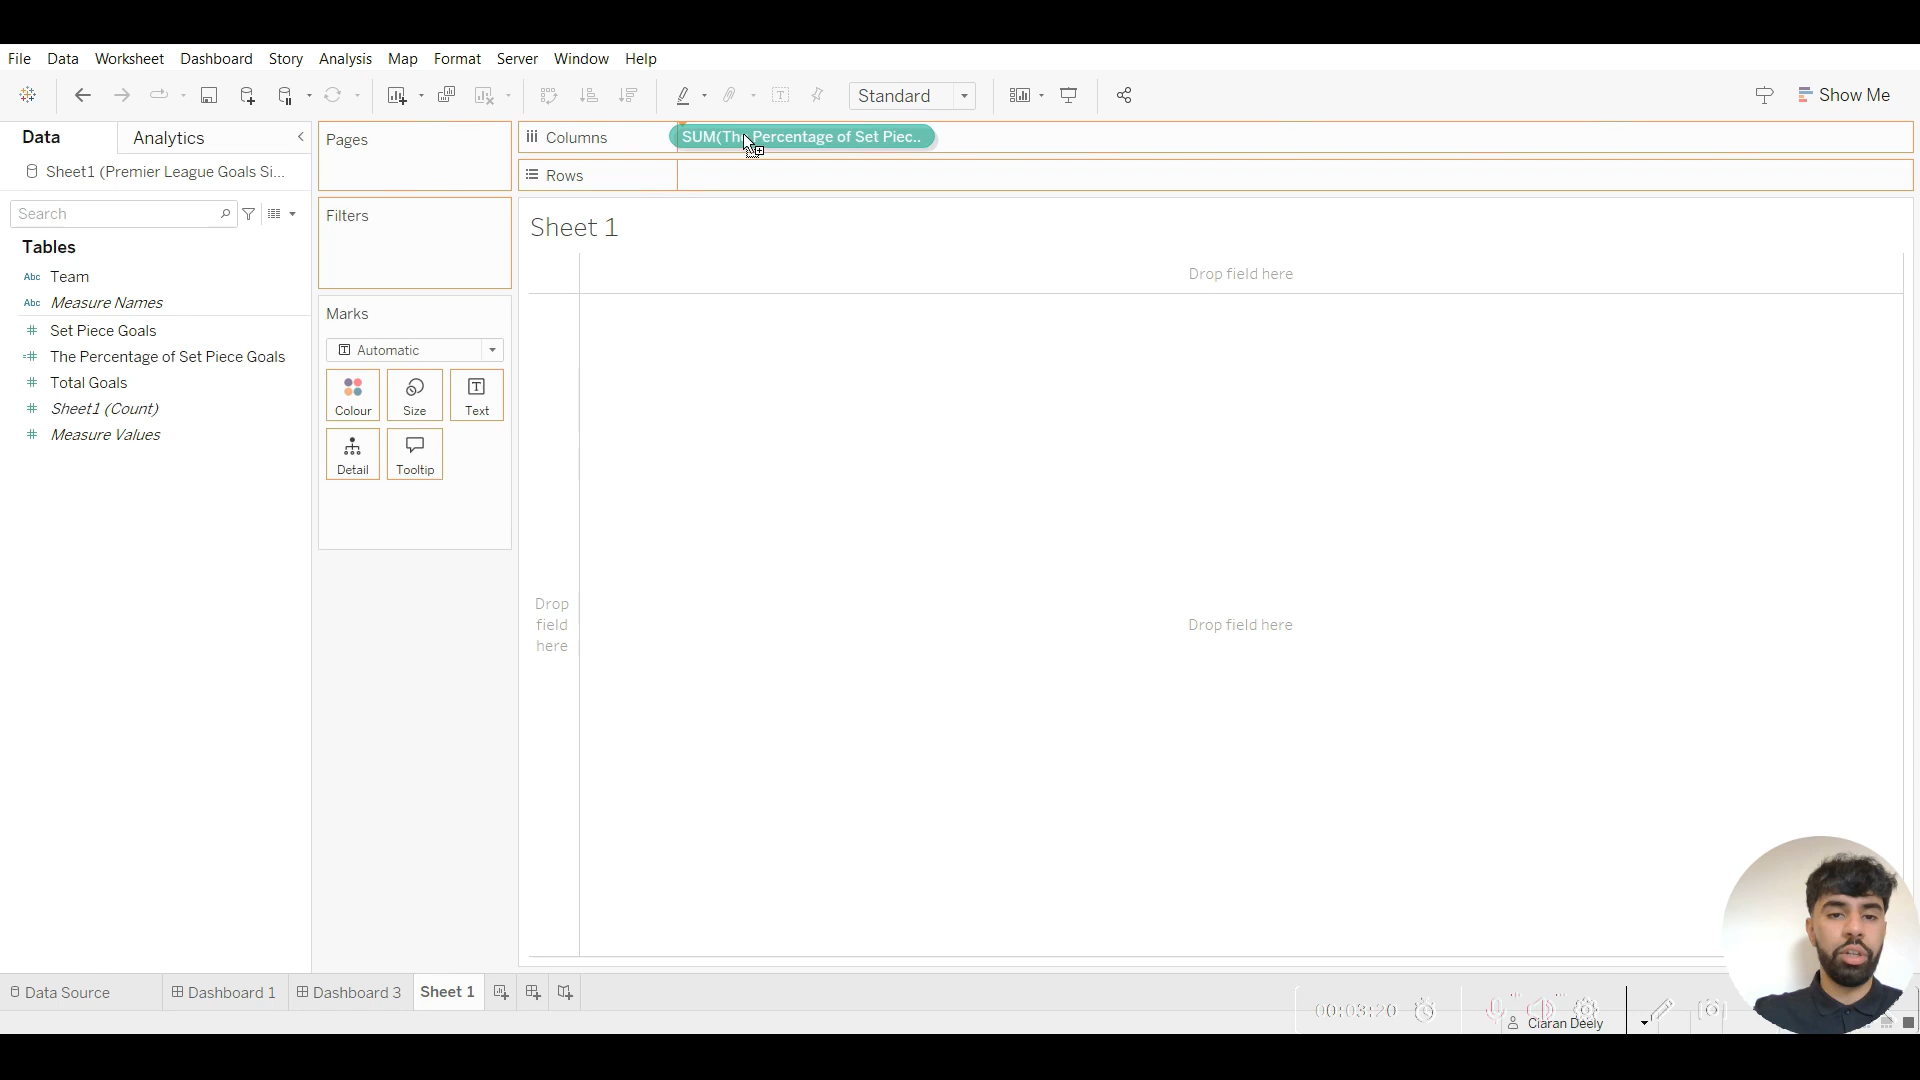 File Data Worksheet Dashboard Story Analysis Map Format Server Window Help
Standard
Show Me
Data
Analytics
Sheet1 (Premier League Goals Si...
Search
Tables
Abc Team
Abc Measure Names
Set Piece Goals
The Percentage of Set Piece Goals
Total Goals
Sheet1 (Count)
Measure Values
Pages
Filters
Marks
Automatic
Colour
Size
Text
Detail
Tooltip
Columns
SUM(The Percentage of Set Piec..
Rows
Sheet 1
Drop field here
Drop
field
here
Drop field here
Data Source
Dashboard 1
Dashboard 3
Sheet 1
00:03:20
Ciaran Deely